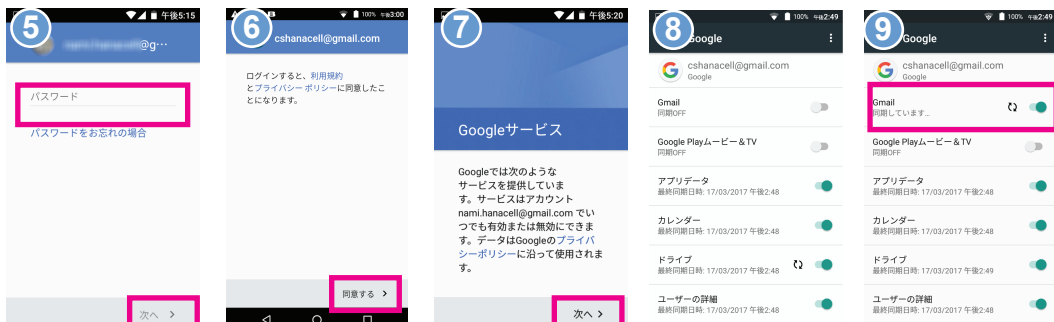 5
午後5:15
@g…
パスワード
パスワードをお忘れの場合
次へ >
6
100% 午後3:00
cshanacell@gmail.com
ログインすると、利用規約
とプライバシー ポリシーに同意したこ
とになります。
同意する >
7
午後5:20
Googleサービス
Googleでは次のような
サービスを提供していま
す。サービスはアカウント
nami.hanacell@gmail.com でい
つでも有効または無効にできま
す。データはGoogleのプライバ
シーポリシーに沿って使用されま
す。
次へ >
8
100% 午後2:49
Google
cshanacell@gmail.com
Google
Gmail
同期OFF
Google Playムービー＆TV
同期OFF
アプリデータ
最終同期日時: 17/03/2017 午後2:48
カレンダー
最終同期日時: 17/03/2017 午後2:48
ドライブ
最終同期日時: 17/03/2017 午後2:48
ユーザーの詳細
最終同期日時: 17/03/2017 午後2:48
9
100% 午後2:49
Google
cshanacell@gmail.com
Google
Gmail
同期しています…
Google Playムービー＆TV
同期OFF
アプリデータ
最終同期日時: 17/03/2017 午後2:48
カレンダー
最終同期日時: 17/03/2017 午後2:48
ドライブ
最終同期日時: 17/03/2017 午後2:49
ユーザーの詳細
最終同期日時: 17/03/2017 午後2:48